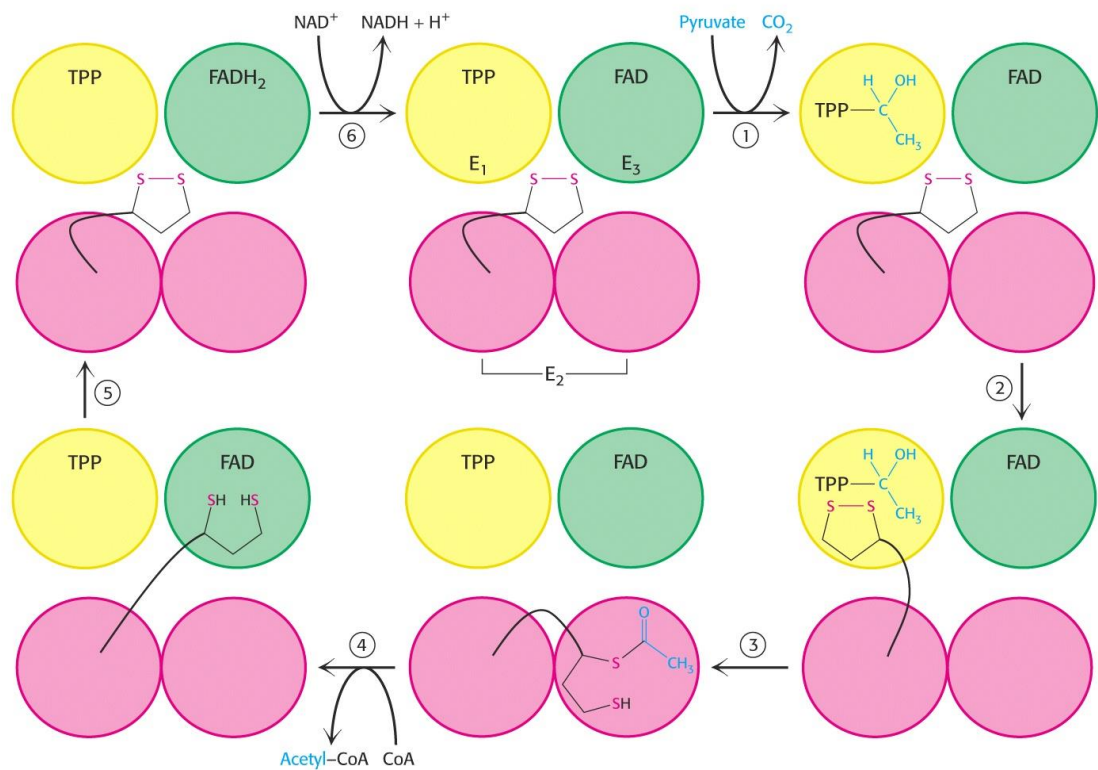 NAD⁺ NADH + H⁺
Pyruvate CO₂
TPP FADH₂
⑥
TPP FAD
①
H OH
TPP C
CH₃
FAD
E₁ E₃
S S
S S
S S
E₂
⑤
②
TPP FAD
SH HS
TPP FAD
H OH
TPP C
CH₃
FAD
S S
O
S CH₃
SH
④
③
Acetyl–CoA CoA